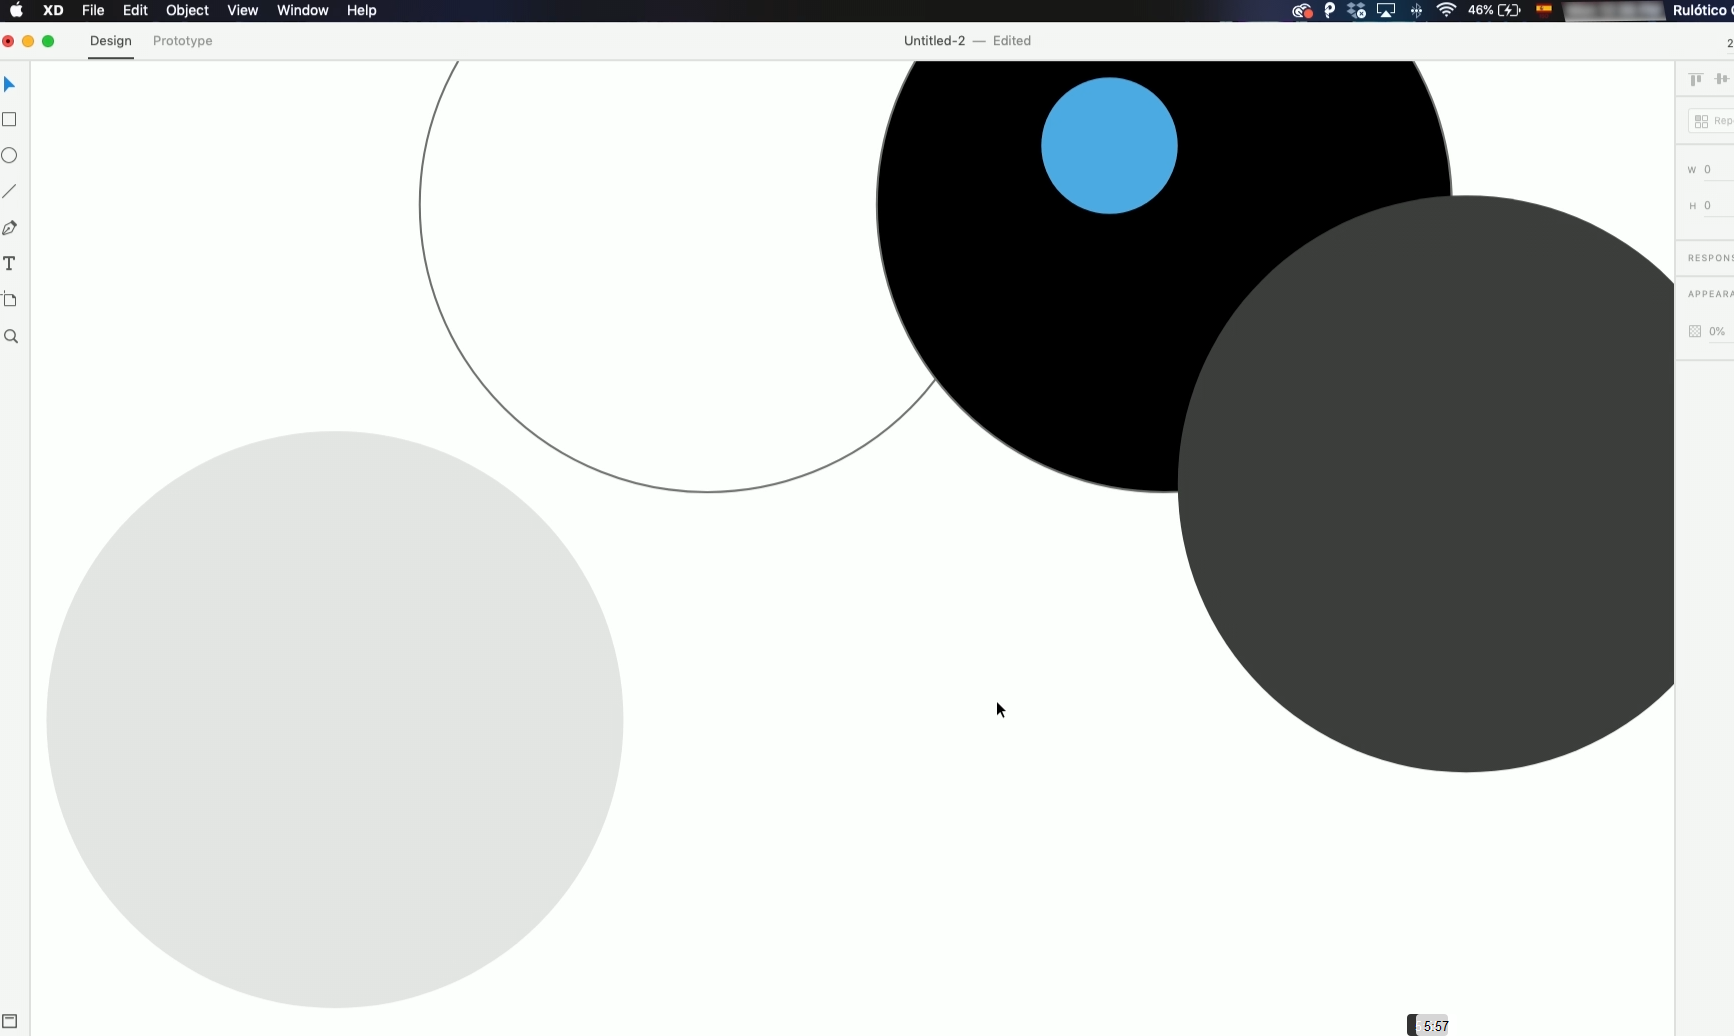 XD File Edit Object View Window Help 46% Rulótico
Design Prototype Untitled-2 — Edited 2
Rep
W 0
H 0
T
RESPONS
APPEARA
0%
5:57